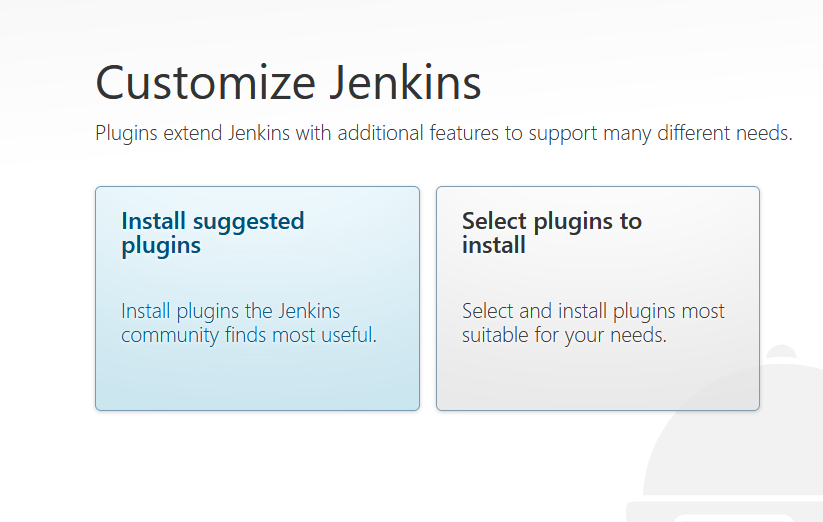 Customize Jenkins
Plugins extend Jenkins with additional features to support many different needs.
Install suggested
plugins
Install plugins the Jenkins
community finds most useful.
Select plugins to
install
Select and install plugins most
suitable for your needs.